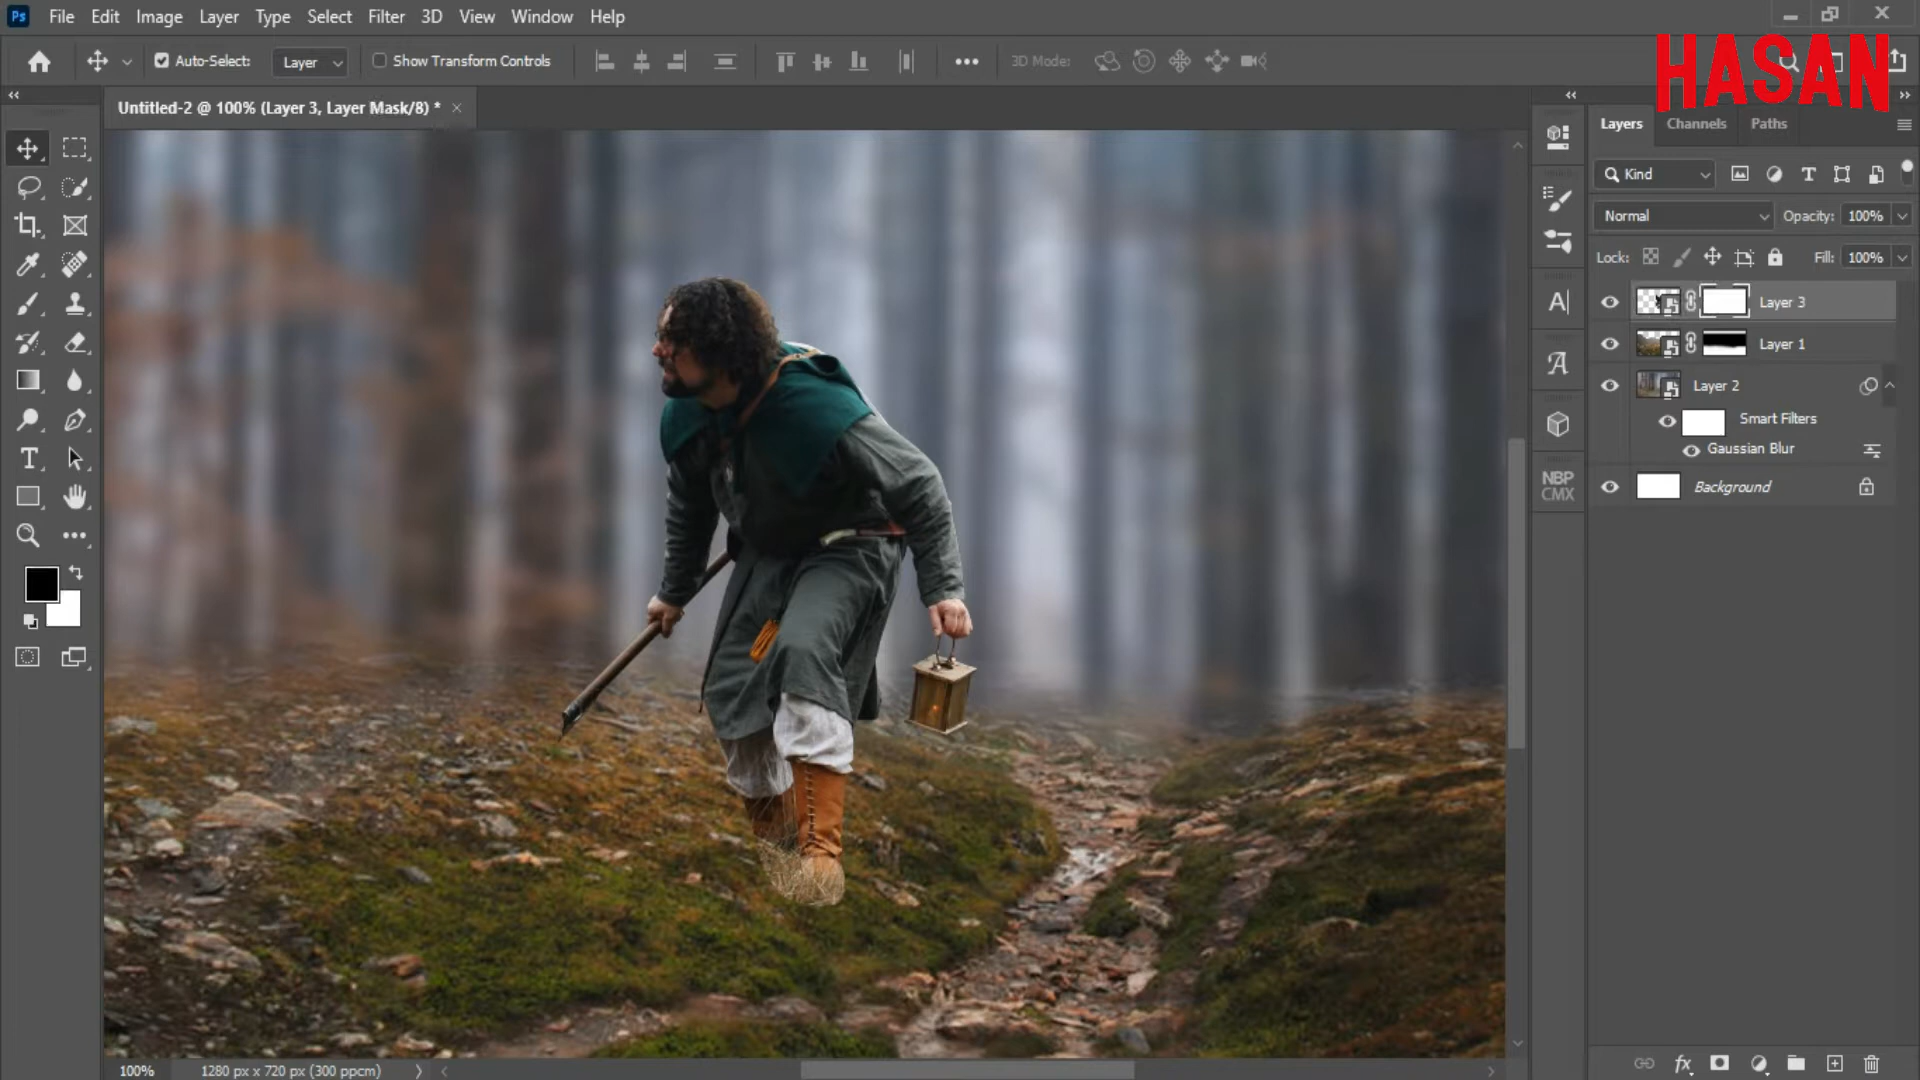 Ps File Edit Image Layer Type Select Filter 3D View Window Help
Auto-Select: Layer Show Transform Controls 3D Mode:
HASAN
Untitled-2 @ 100% (Layer 3, Layer Mask/8) * ×
Layers Channels Paths
Kind
Normal Opacity: 100%
Lock: Fill: 100%
Layer 3
Layer 1
Layer 2
Smart Filters
Gaussian Blur
Background
NBP
CMX
100% 1280 px x 720 px (300 ppcm)